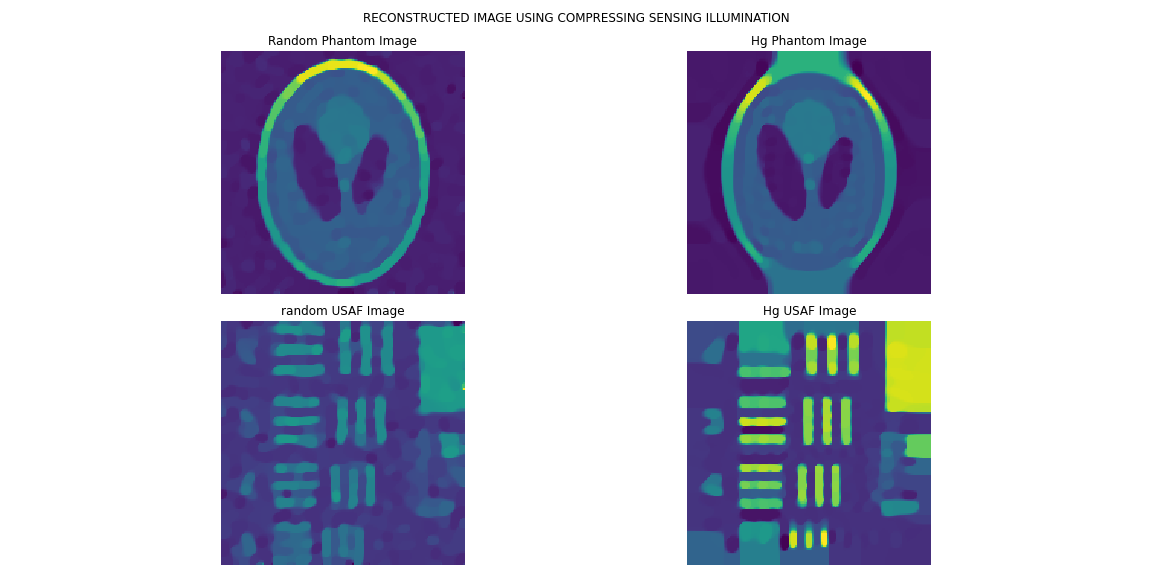 RECONSTRUCTED IMAGE USING COMPRESSING SENSING ILLUMINATION
Random Phantom Image
Hg Phantom Image
random USAF Image
Hg USAF Image